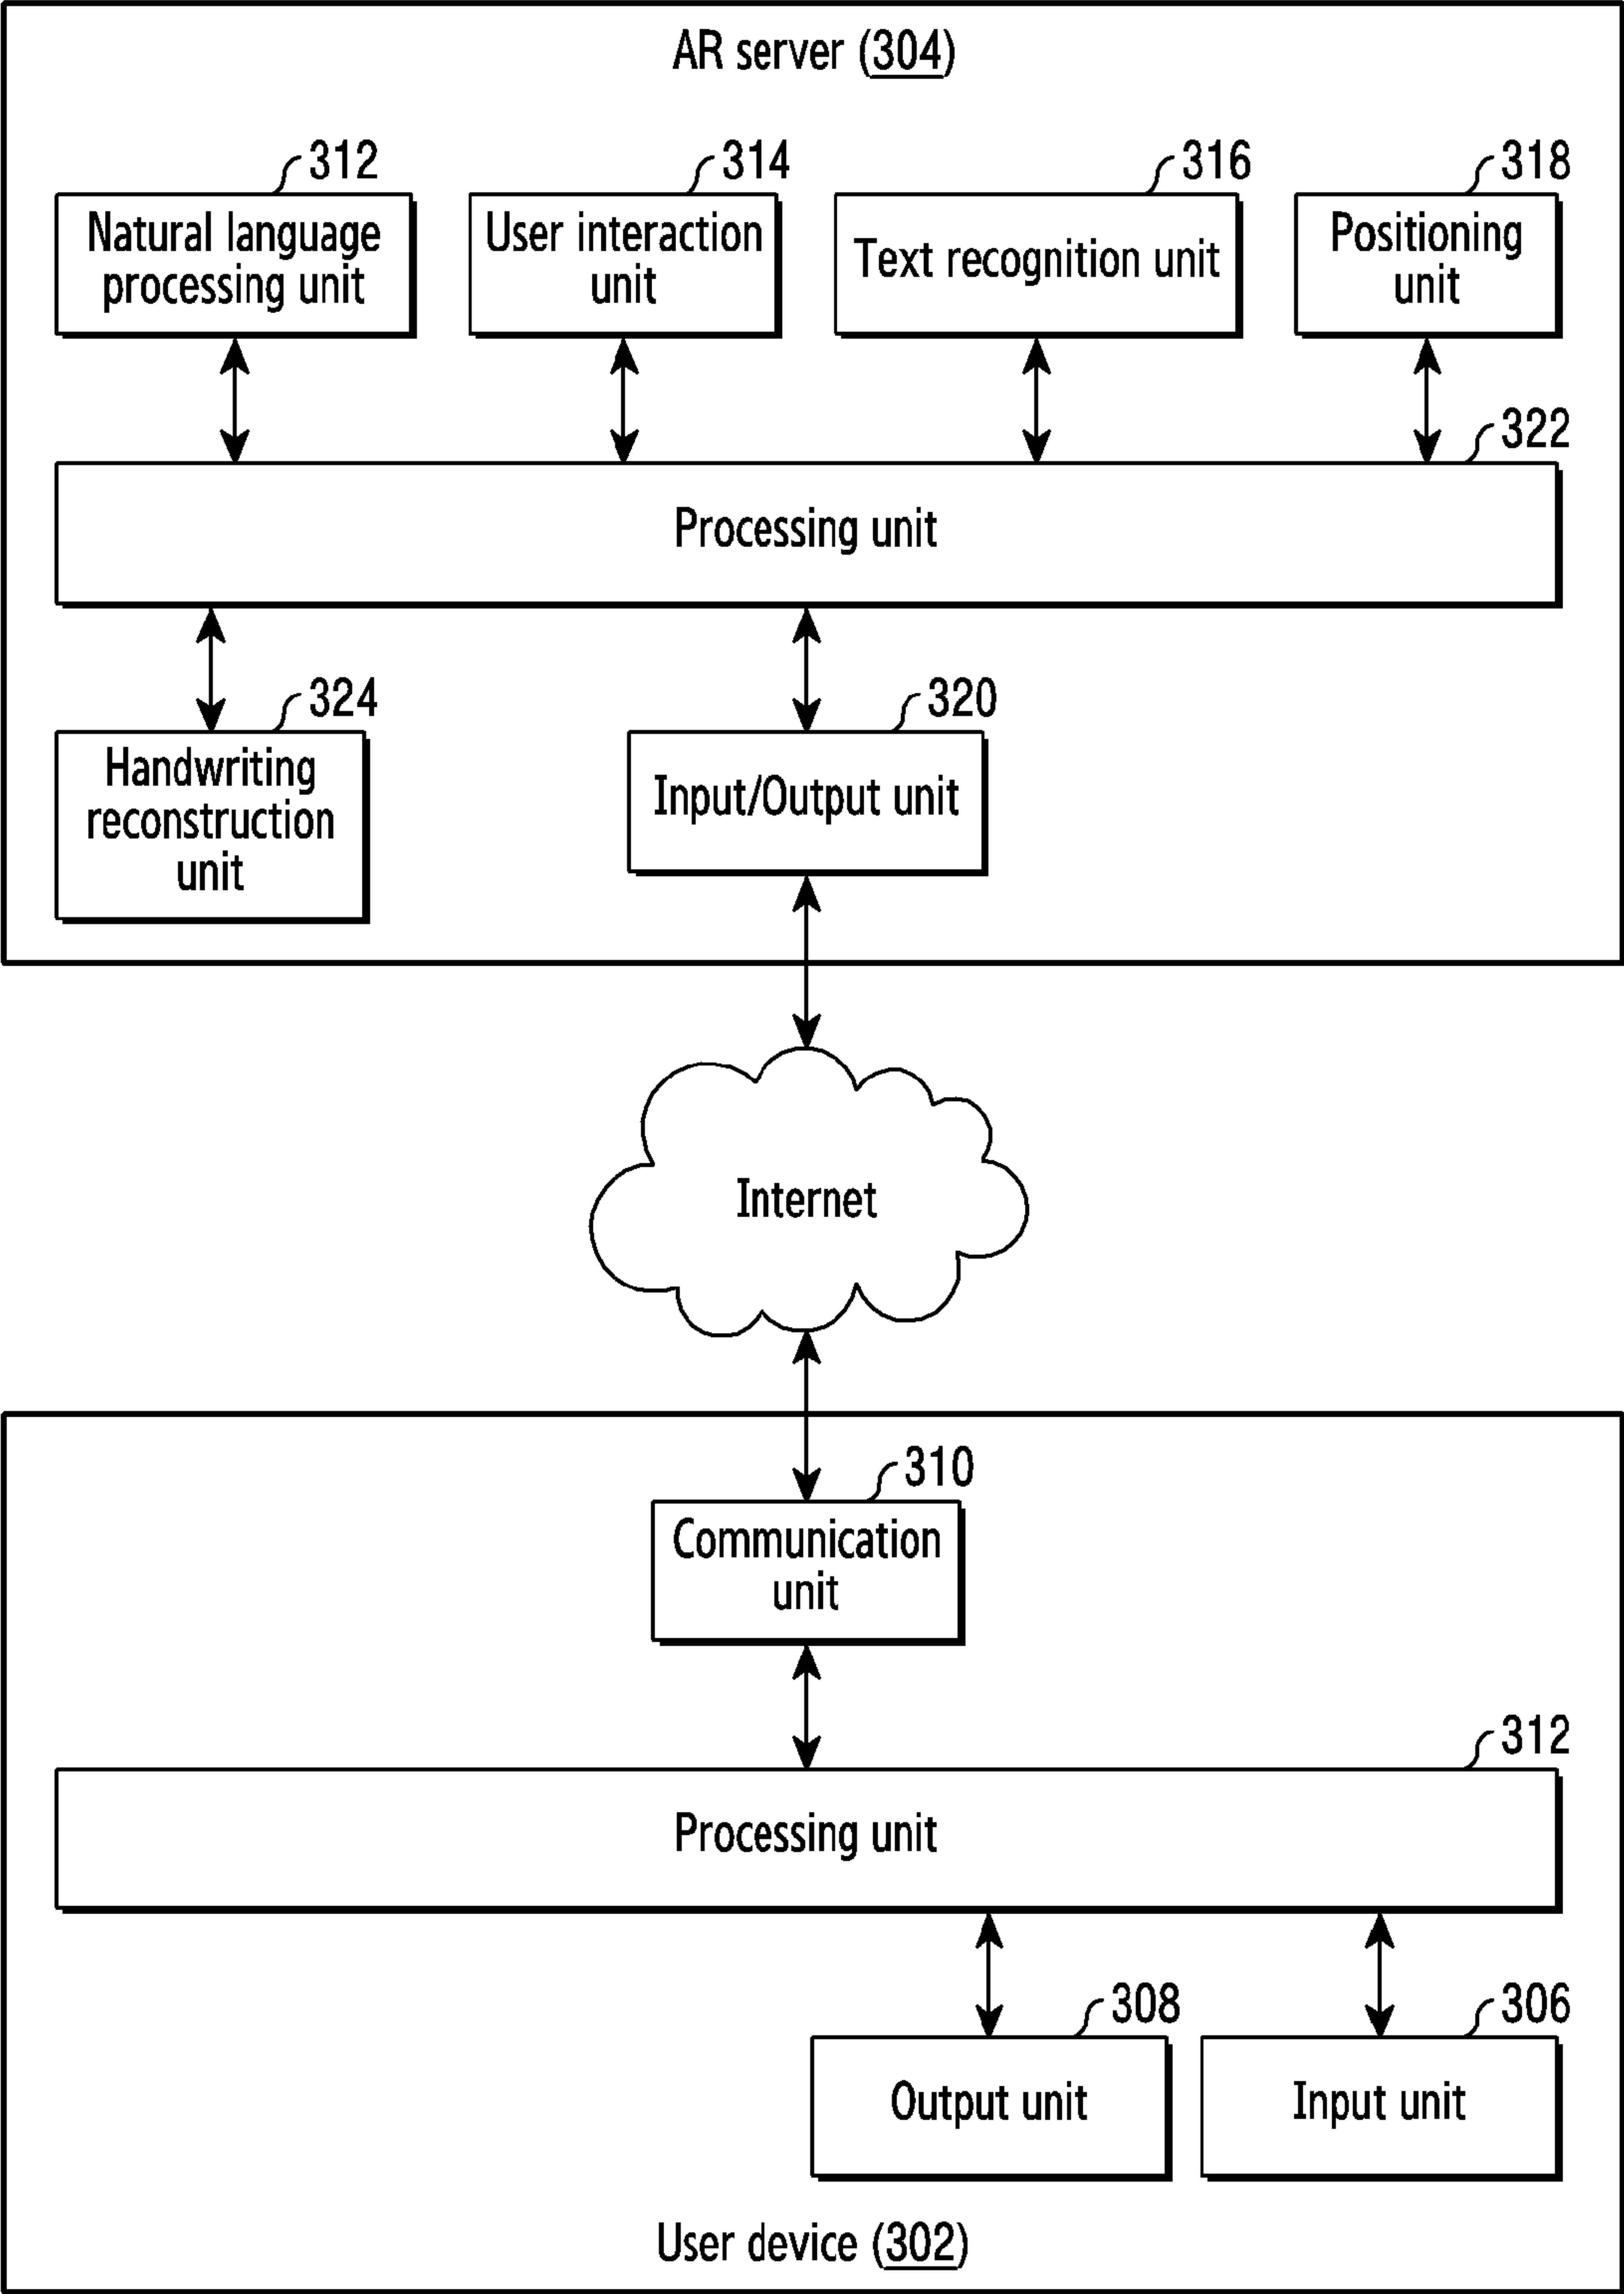 AR server (304)
312
Natural language
processing unit
314
User interaction
unit
316
Text recognition unit
318
Positioning
unit
322
Processing unit
324
Handwriting
reconstruction
unit
320
Input/Output unit
Internet
310
Communication
unit
312
Processing unit
308
Output unit
306
Input unit
User device (302)